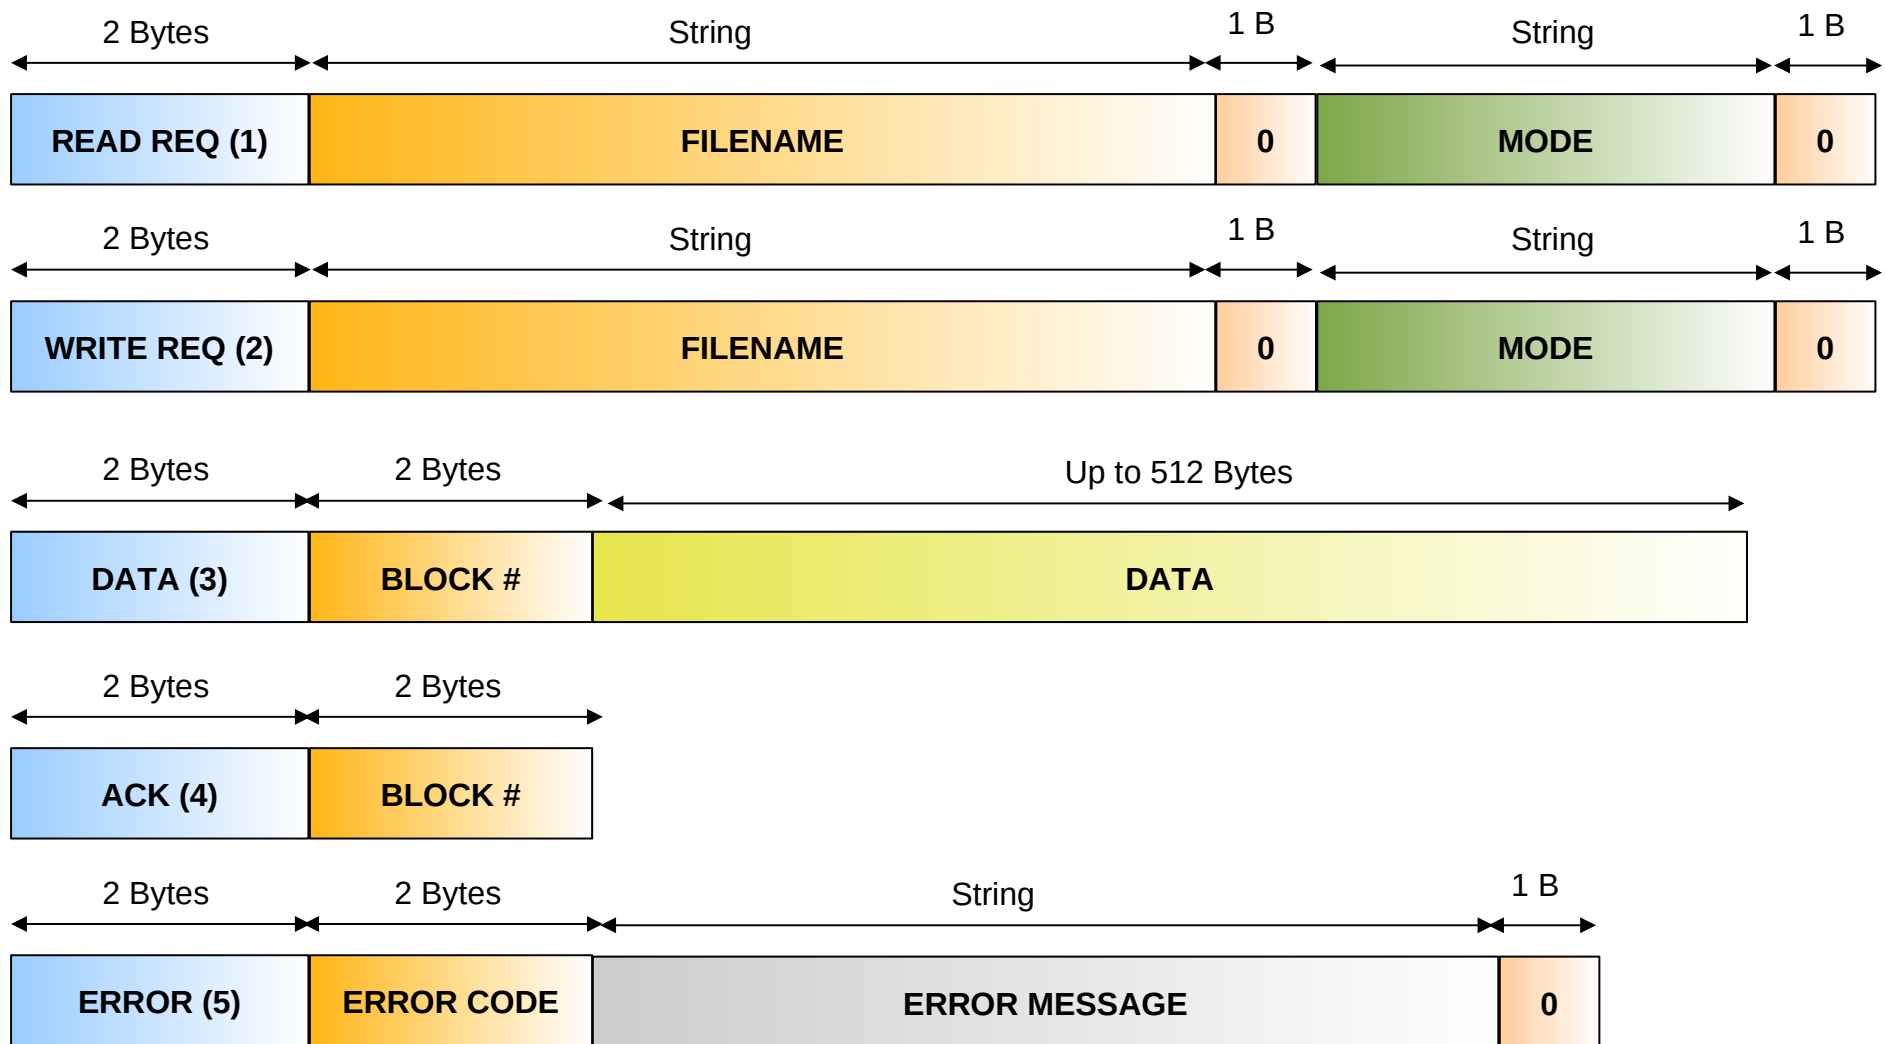 2 Bytes String 1 B String 1 B
READ REQ (1) FILENAME 0 MODE 0
2 Bytes String 1 B String 1 B
WRITE REQ (2) FILENAME 0 MODE 0
2 Bytes 2 Bytes Up to 512 Bytes
DATA (3) BLOCK # DATA
2 Bytes 2 Bytes
ACK (4) BLOCK #
2 Bytes 2 Bytes String 1 B
ERROR (5) ERROR CODE ERROR MESSAGE 0